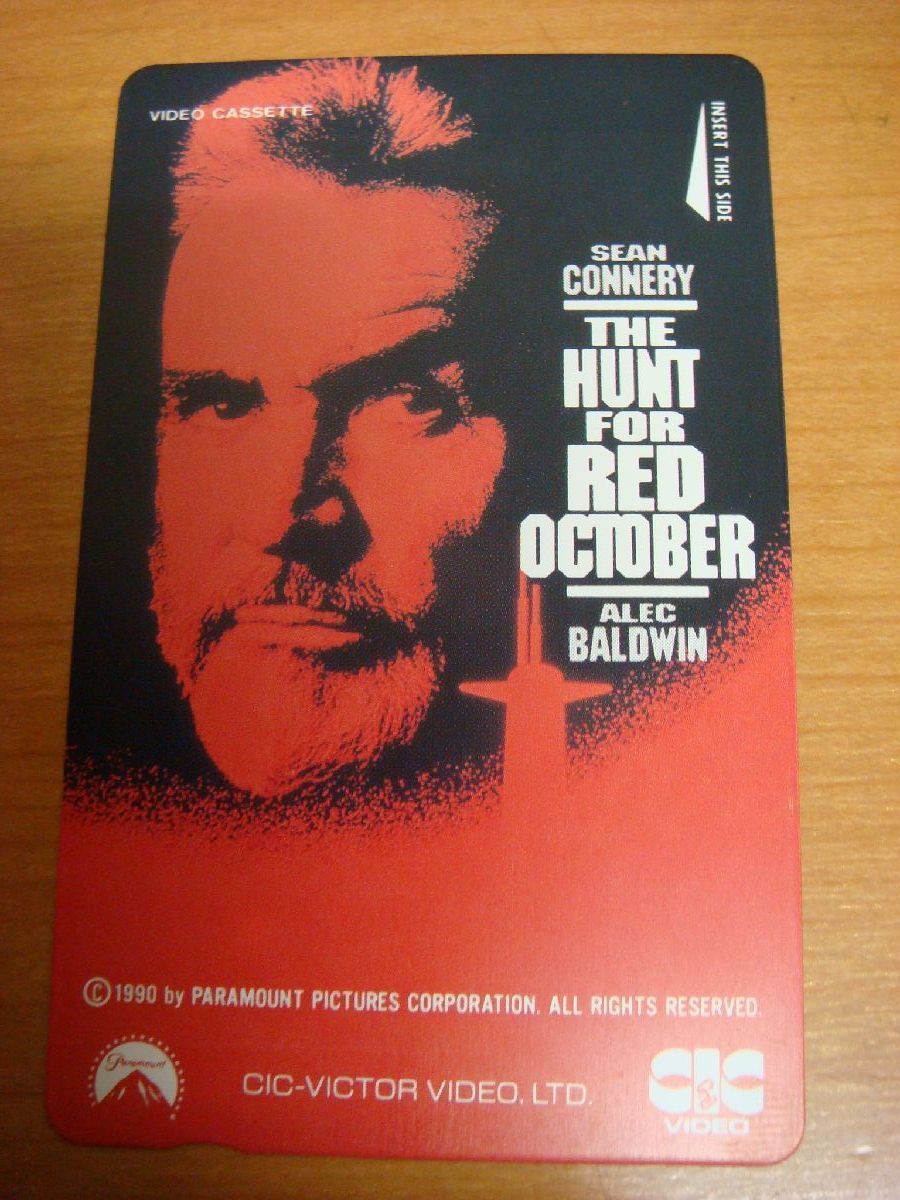 VIDEO CASSETTE
INSERT THIS SIDE
SEAN
CONNERY
THE
HUNT
FOR
RED
OCTOBER
ALEC
BALDWIN
©1990 by PARAMOUNT PICTURES CORPORATION. ALL RIGHTS RESERVED.
Paramount
CIC-VICTOR VIDEO, LTD.
CIC
&
VIDEO